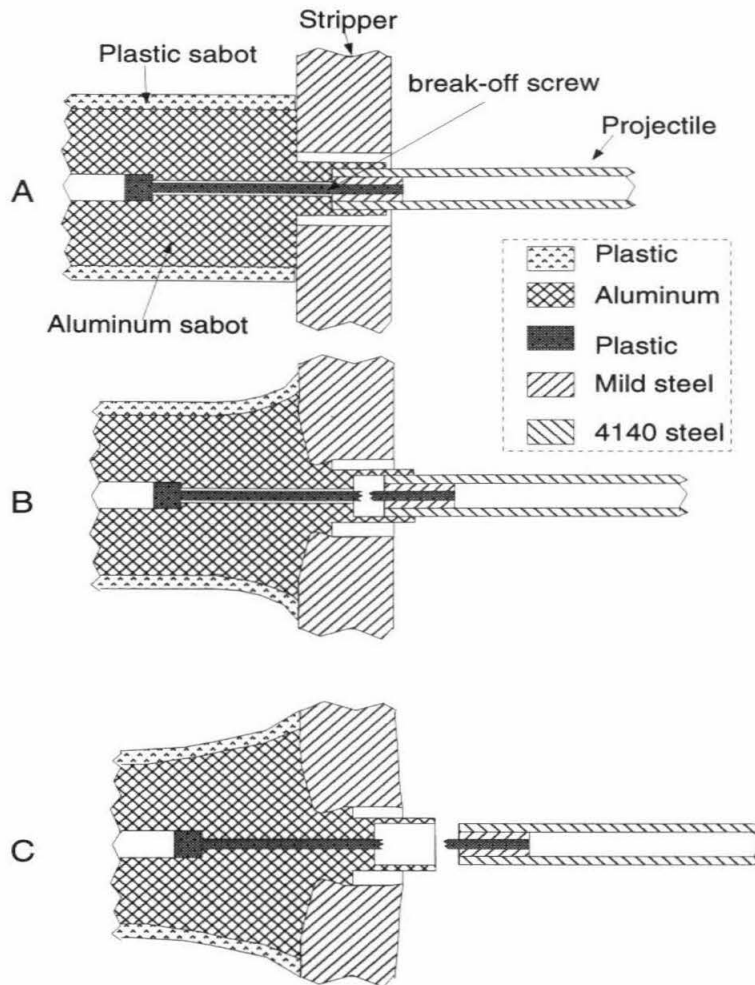 Stripper
Plastic sabot
break-off screw
Projectile
A
Aluminum sabot
Plastic
Aluminum
Plastic
Mild steel
4140 steel
B
C